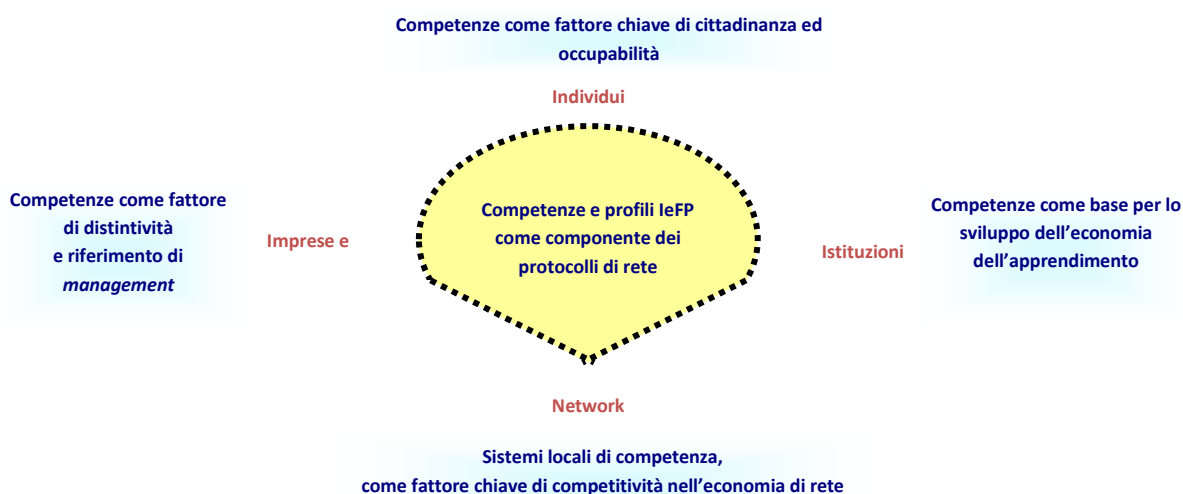 Competenze come fattore chiave di cittadinanza ed
occupabilità
Individui
Competenze come fattore
di distintività
e riferimento di
management
Imprese e
Competenze e profili IeFP
come componente dei
protocolli di rete
Istituzioni
Competenze come base per lo
sviluppo dell’economia
dell’apprendimento
Network
Sistemi locali di competenza,
come fattore chiave di competitività nell’economia di rete